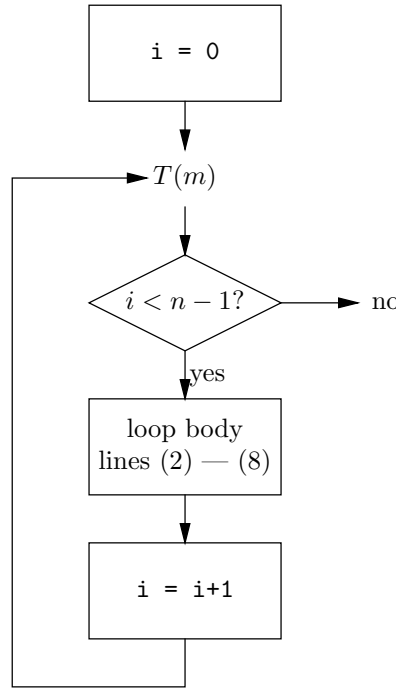 i = 0
T(m)
i < n − 1?
no
yes
loop body
lines (2) — (8)
i = i+1